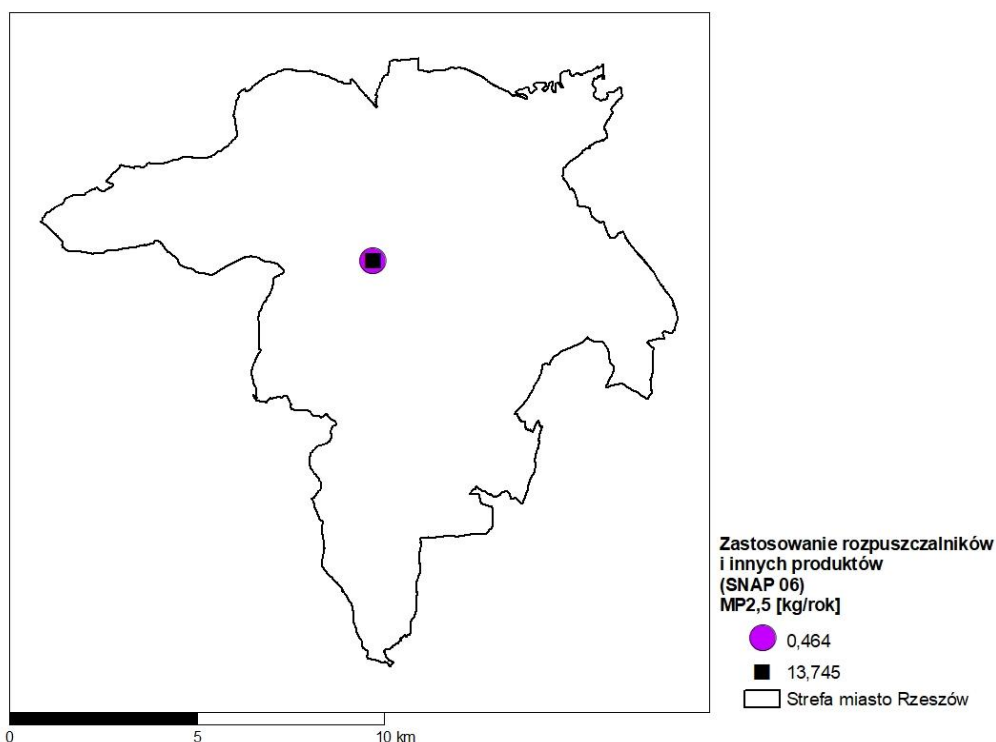 Zastosowanie rozpuszczalników
i innych produktów
(SNAP 06)
MP2,5 [kg/rok]
0,464
13,745
Strefa miasto Rzeszów
0 5 10 km